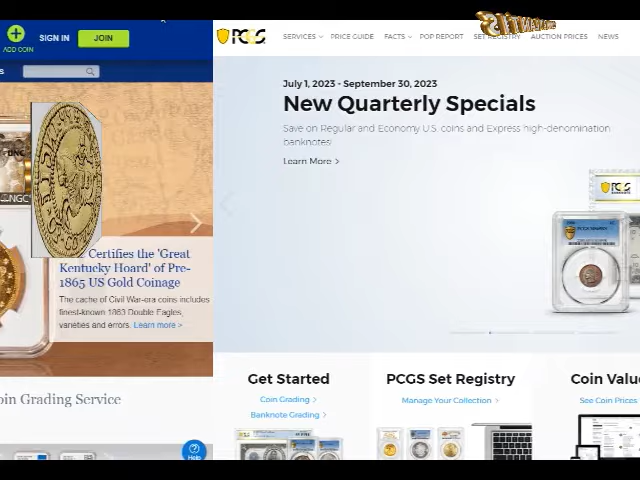 ADD COIN
SIGN IN
JOIN
S
NGC
Certifies the 'Great
Kentucky Hoard' of Pre-
1865 US Gold Coinage
The cache of Civil War-era coins includes
finest-known 1863 Double Eagles,
varieties and errors. Learn more >
oin Grading Service
Help
PCGS
SERVICES
PRICE GUIDE
FACTS
POP REPORT
SET REGISTRY
AUCTION PRICES
NEWS
July 1, 2023 - September 30, 2023
New Quarterly Specials
Save on Regular and Economy U.S. coins and Express high-denomination
banknotes!
Learn More >
PCGS
Get Started
Coin Grading >
Banknote Grading >
PCGS Set Registry
Manage Your Collection >
Coin Valu
See Coin Prices